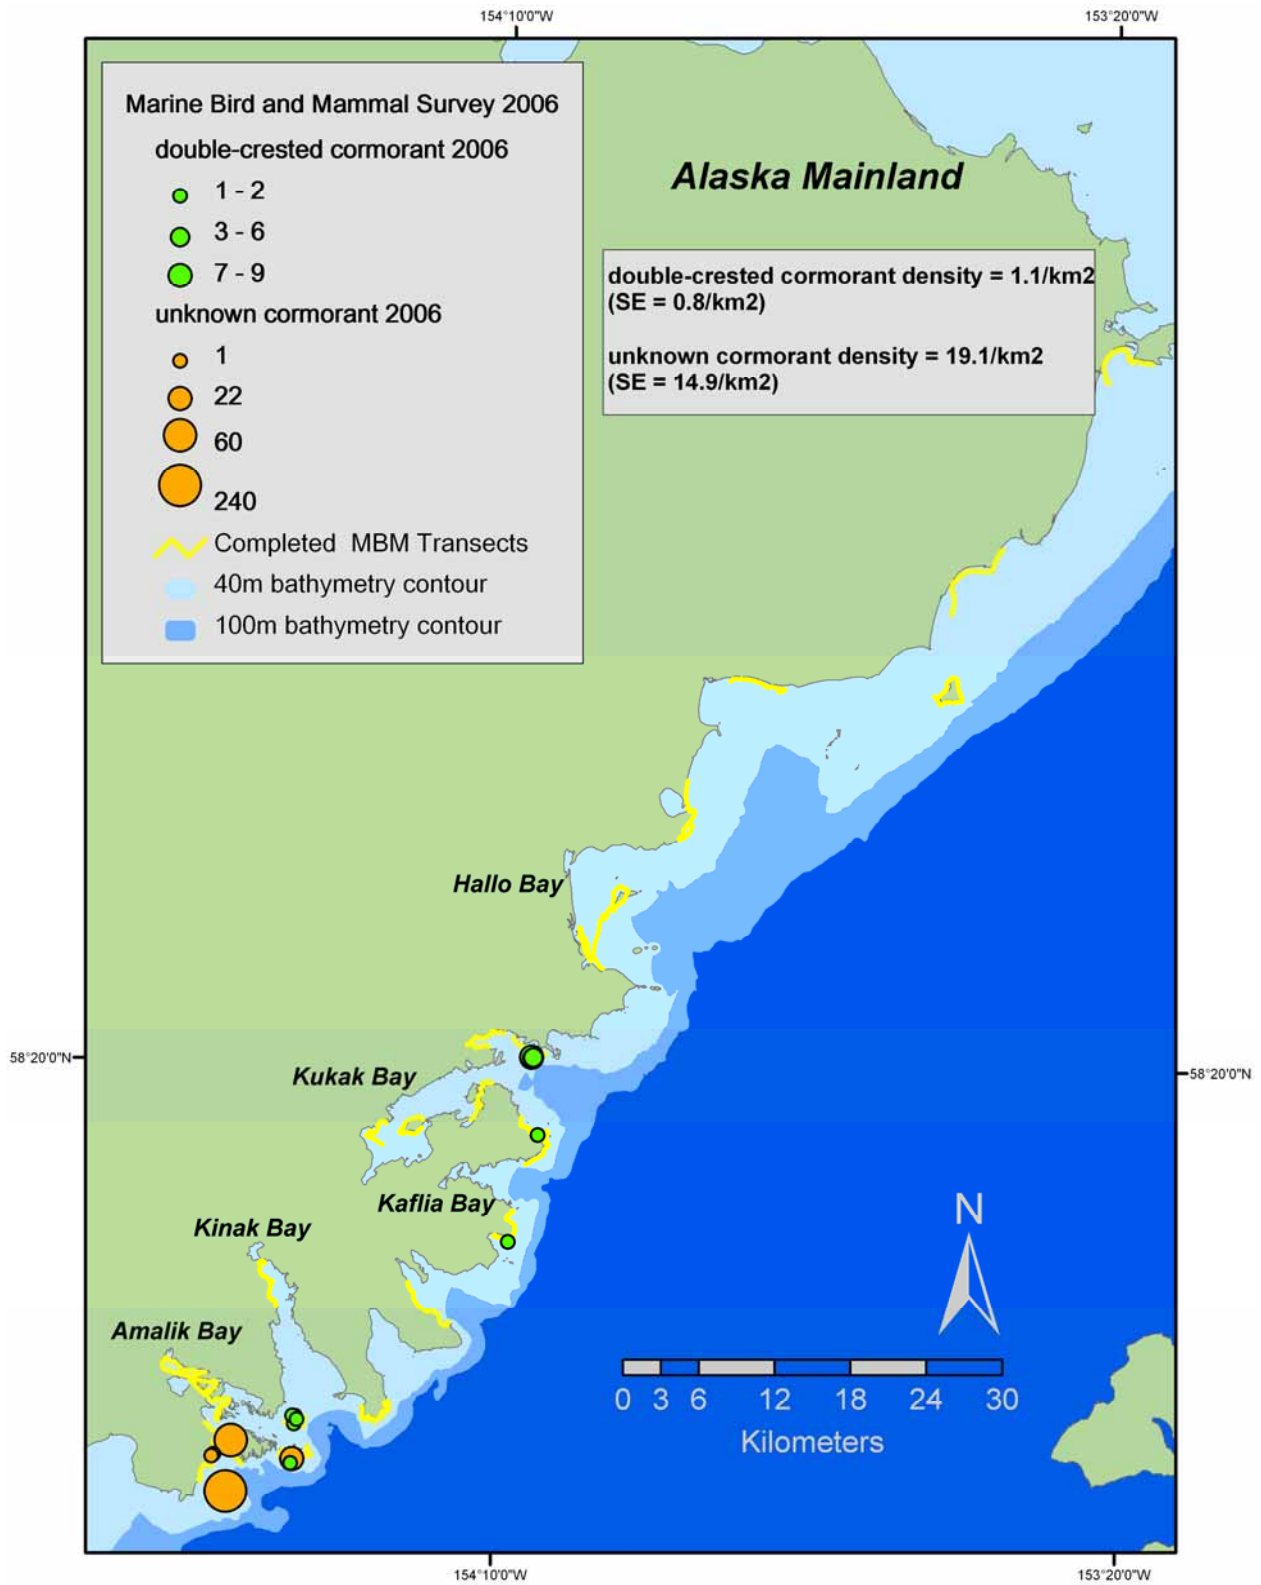 154°10'0"W
153°20'0"W
Marine Bird and Mammal Survey 2006
double-crested cormorant 2006
1 - 2
3 - 6
7 - 9
unknown cormorant 2006
1
22
60
240
Completed MBM Transects
40m bathymetry contour
100m bathymetry contour
Alaska Mainland
double-crested cormorant density = 1.1/km2
(SE = 0.8/km2)
unknown cormorant density = 19.1/km2
(SE = 14.9/km2)
Hallo Bay
58°20'0"N
Kukak Bay
58°20'0"N
Kaflia Bay
Kinak Bay
Amalik Bay
N
0 3 6 12 18 24 30
Kilometers
154°10'0"W
153°20'0"W